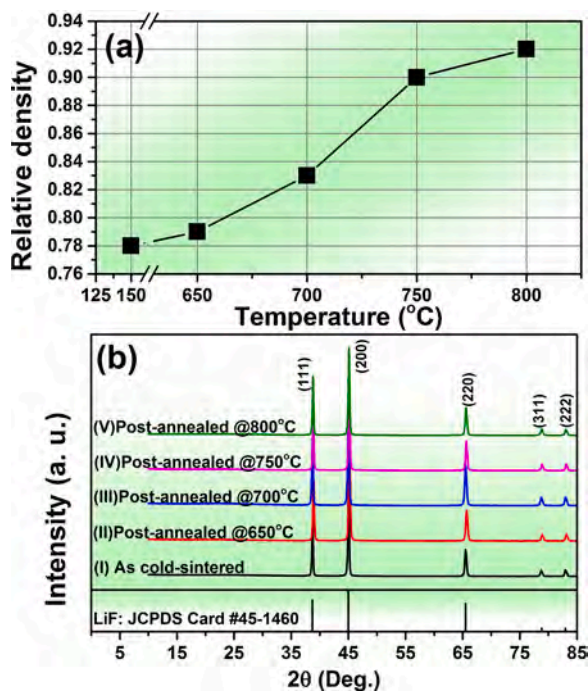 (a)
0.94
0.92
0.90
0.88
0.86
0.84
0.82
0.80
0.78
0.76
Relative density
125 150 650 700 750 800
Temperature (°C)
(b)
(111)
(200)
(220)
(311)
(222)
(V)Post-annealed @800°C
(IV)Post-annealed @750°C
(III)Post-annealed @700°C
(II)Post-annealed @650°C
(I) As cold-sintered
LiF: JCPDS Card #45-1460
Intensity (a. u.)
5 15 25 35 45 55 65 75 85
2θ (Deg.)